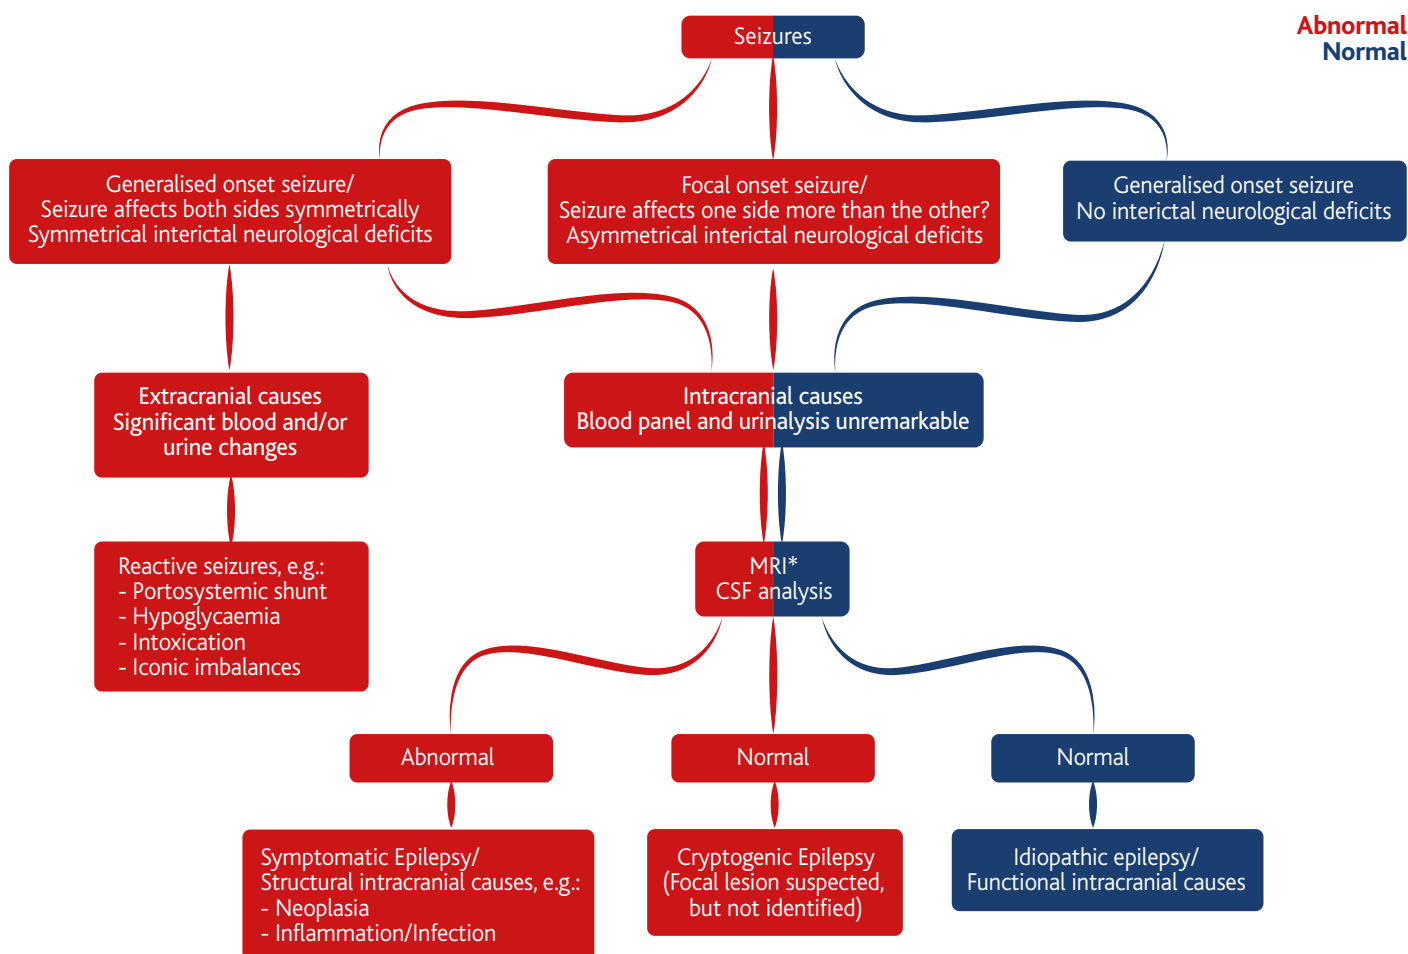 Seizures
Abnormal
Normal
Generalised onset seizure/
Seizure affects both sides symmetrically
Symmetrical interictal neurological deficits
Focal onset seizure/
Seizure affects one side more than the other?
Asymmetrical interictal neurological deficits
Generalised onset seizure
No interictal neurological deficits
Extracranial causes
Significant blood and/or
urine changes
Intracranial causes
Blood panel and urinalysis unremarkable
Reactive seizures, e.g.:
- Portosystemic shunt
- Hypoglycaemia
- Intoxication
- Iconic imbalances
MRI*
CSF analysis
Abnormal
Normal
Normal
Symptomatic Epilepsy/
Structural intracranial causes, e.g.:
- Neoplasia
- Inflammation/Infection
Cryptogenic Epilepsy
(Focal lesion suspected,
but not identified)
Idiopathic epilepsy/
Functional intracranial causes